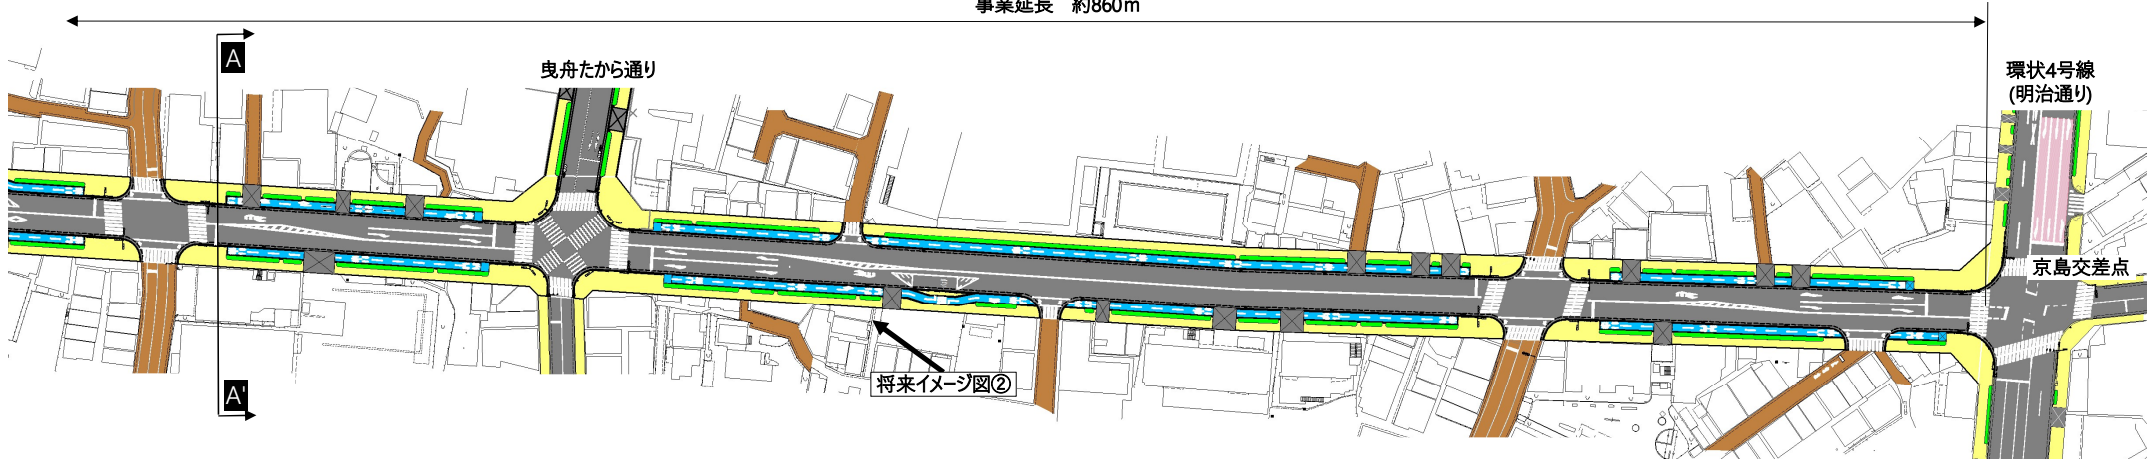 事業延長　約860m
A
曳舟たから通り
環状4号線
(明治通り)
京島交差点
将来イメージ図②
A'